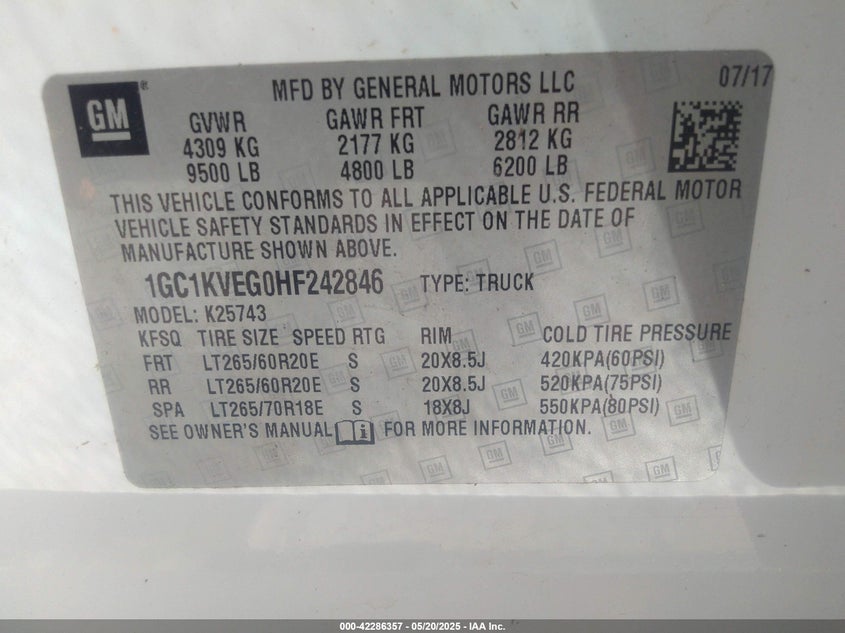 GM ® MFD BY GENERAL MOTORS LLC 07/17
GVWR GAWR FRT GAWR RR
4309 KG 2177 KG 2812 KG
9500 LB 4800 LB 6200 LB
THIS VEHICLE CONFORMS TO ALL APPLICABLE U.S. FEDERAL MOTOR
VEHICLE SAFETY STANDARDS IN EFFECT ON THE DATE OF
MANUFACTURE SHOWN ABOVE.
1GC1KVEG0HF242846 TYPE: TRUCK
MODEL: K25743
KFSQ TIRE SIZE SPEED RTG RIM COLD TIRE PRESSURE
FRT LT265/60R20E S 20X8.5J 420KPA(60PSI)
RR LT265/60R20E S 20X8.5J 520KPA(75PSI)
SPA LT265/70R18E S 18X8J 550KPA(80PSI)
SEE OWNER'S MANUAL i FOR MORE INFORMATION.
000-42286357 - 05/20/2025 - IAA Inc.